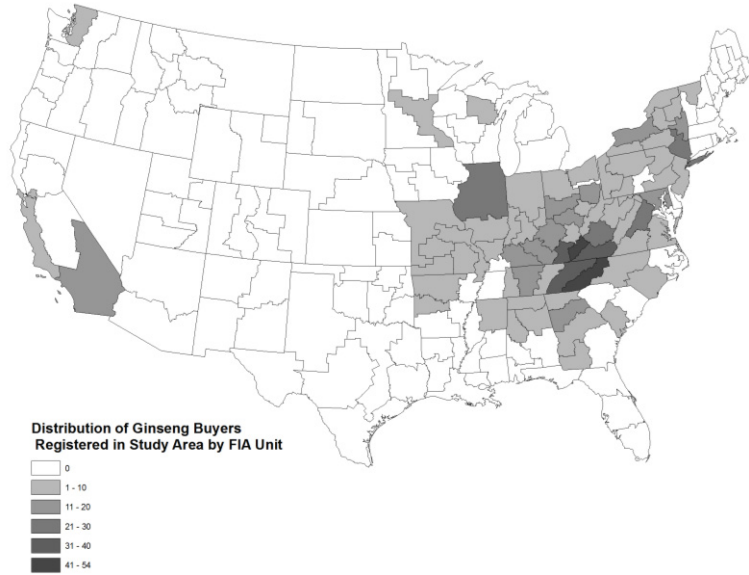 Distribution of Ginseng Buyers
Registered in Study Area by FIA Unit
0
1 - 10
11 - 20
21 - 30
31 - 40
41 - 54